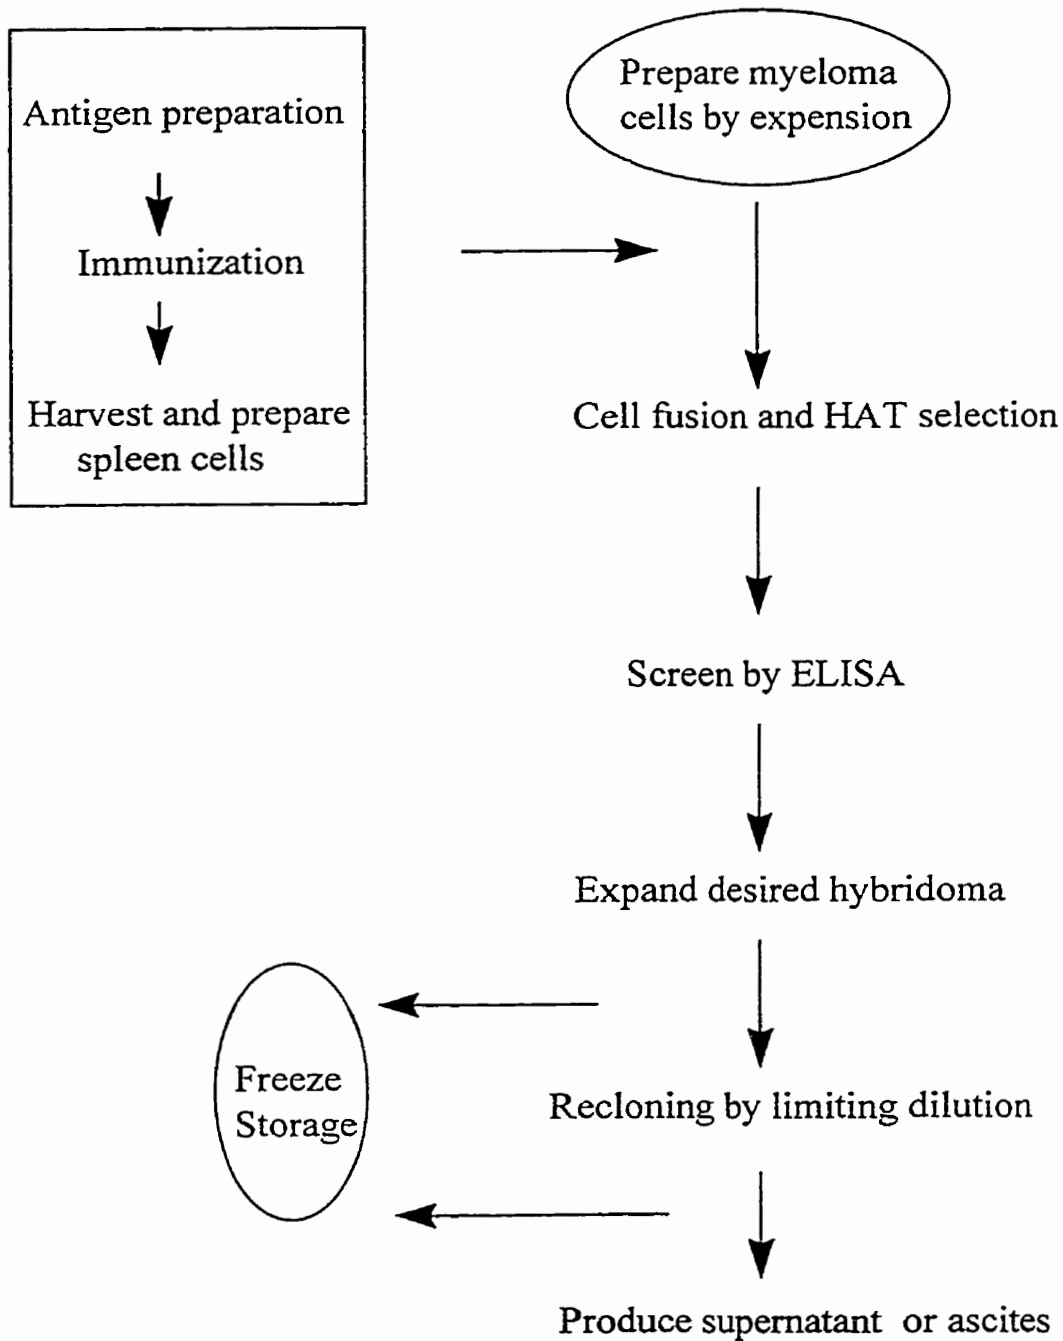 Antigen preparation
Immunization
Harvest and prepare
spleen cells
Prepare myeloma
cells by expension
Cell fusion and HAT selection
Screen by ELISA
Expand desired hybridoma
Freeze
Storage
Recloning by limiting dilution
Produce supernatant or ascites